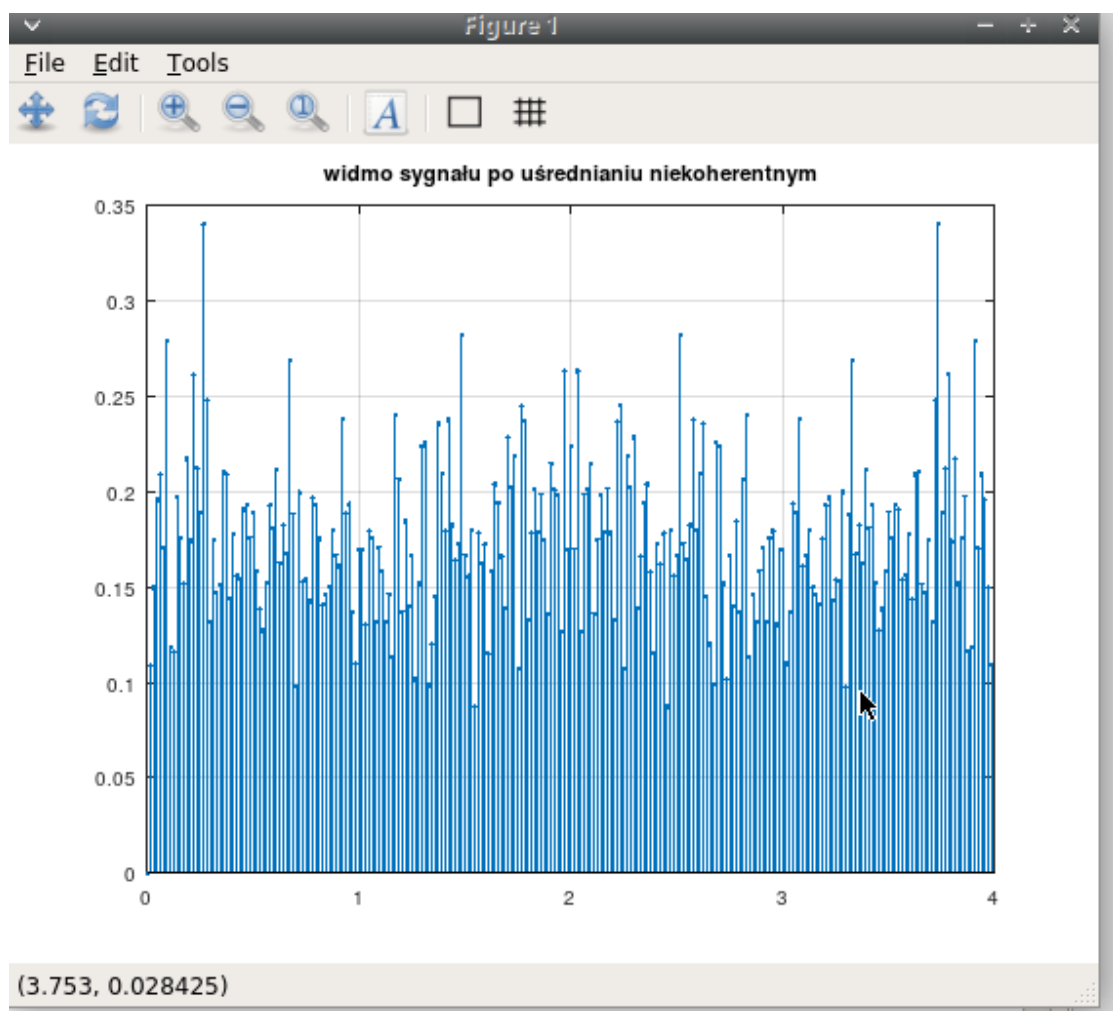 Figure 1
File Edit Tools
A
widmo sygnału po uśrednianiu niekoherentnym
0.35
0.3
0.25
0.2
0.15
0.1
0.05
0
0 1 2 3 4
(3.753, 0.028425)